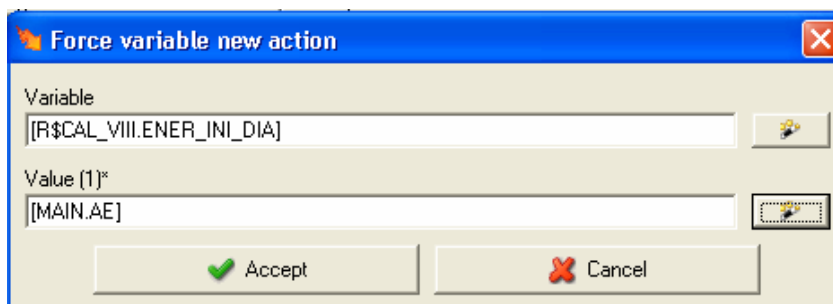 Force variable new action
Variable
[R$CAL_VIII.ENER_INI_DIA]
Value (1)*
[MAIN.AE]
Accept
Cancel